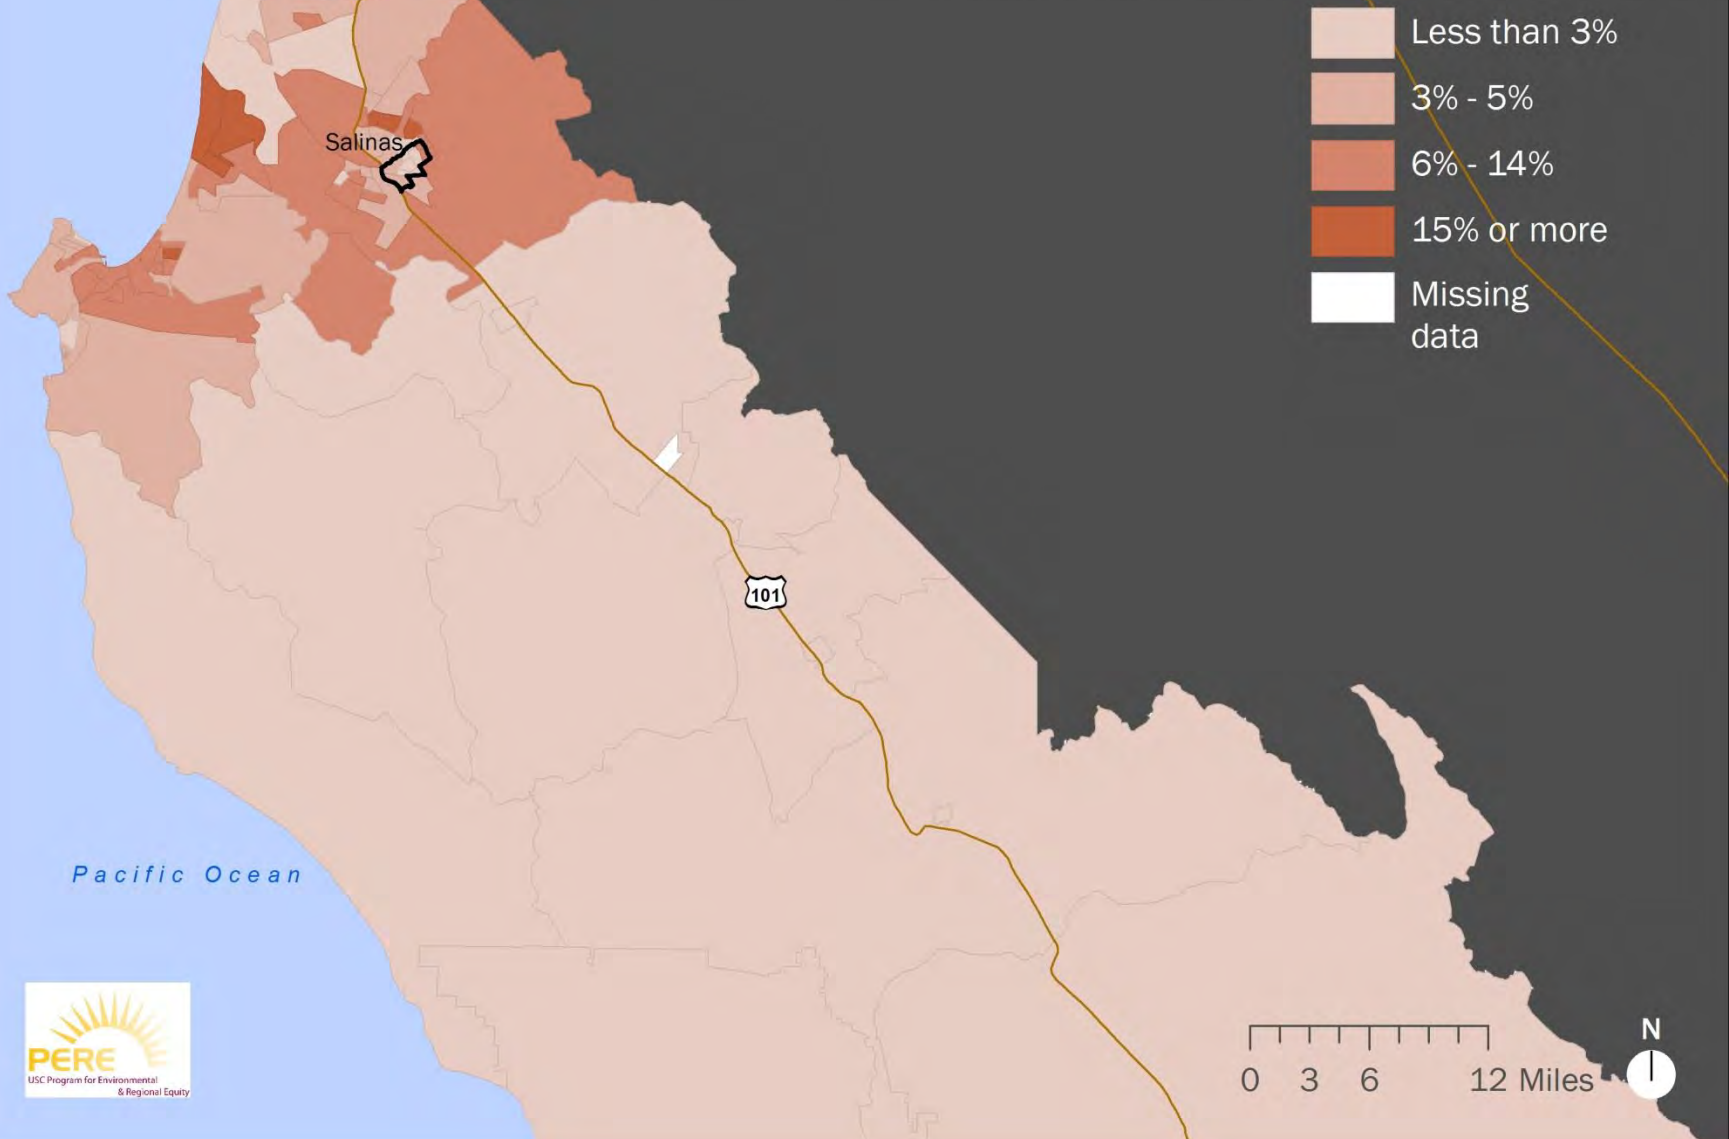 Less than 3%
3% - 5%
6% - 14%
15% or more
Missing
data
Salinas
101
Pacific Ocean
PERE
USC Program for Environmental
& Regional Equity
N
0 3 6 12 Miles